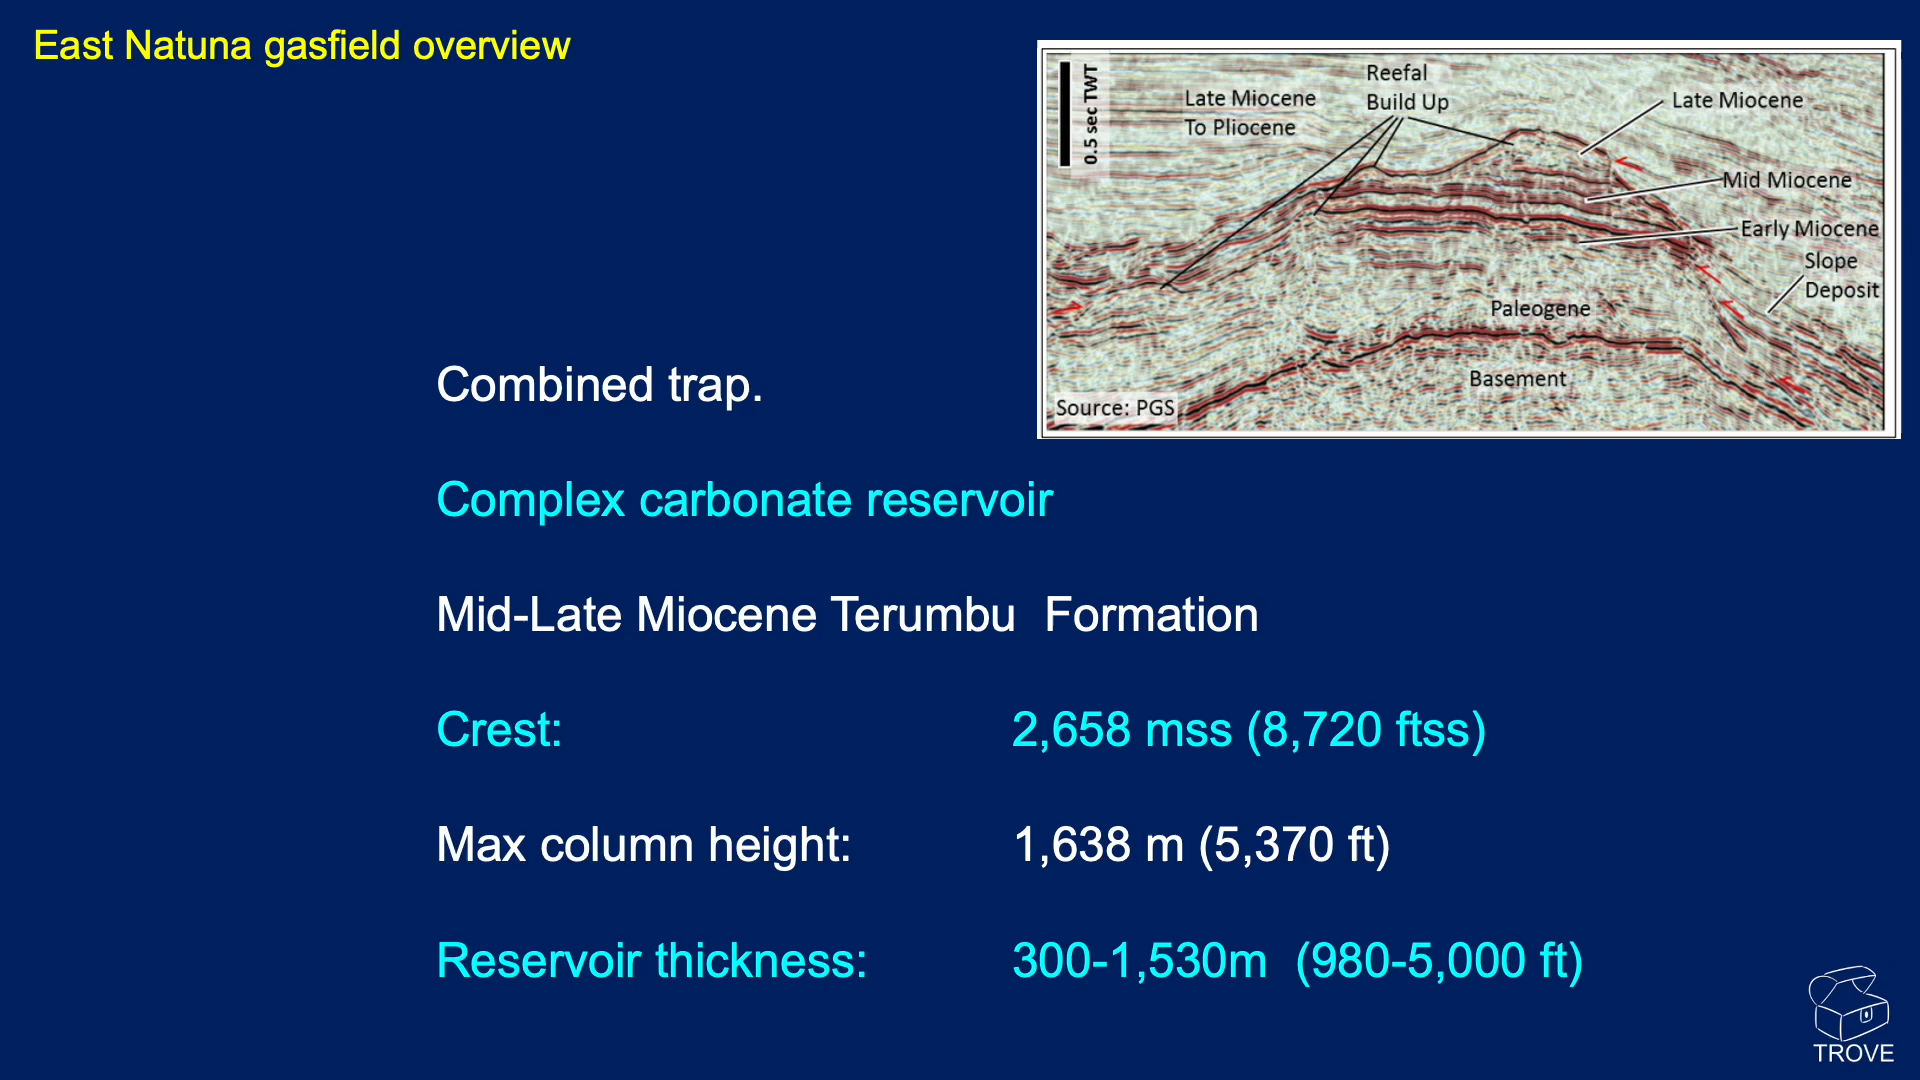 East Natuna gasfield overview
0.5 sec TWT
Late Miocene
To Pliocene
Reefal
Build Up
Late Miocene
Mid Miocene
Early Miocene
Slope
Deposit
Paleogene
Basement
Source: PGS
Combined trap.
Complex carbonate reservoir
Mid-Late Miocene Terumbu  Formation
Crest: 2,658 mss (8,720 ftss)
Max column height: 1,638 m (5,370 ft)
Reservoir thickness: 300-1,530m  (980-5,000 ft)
TROVE